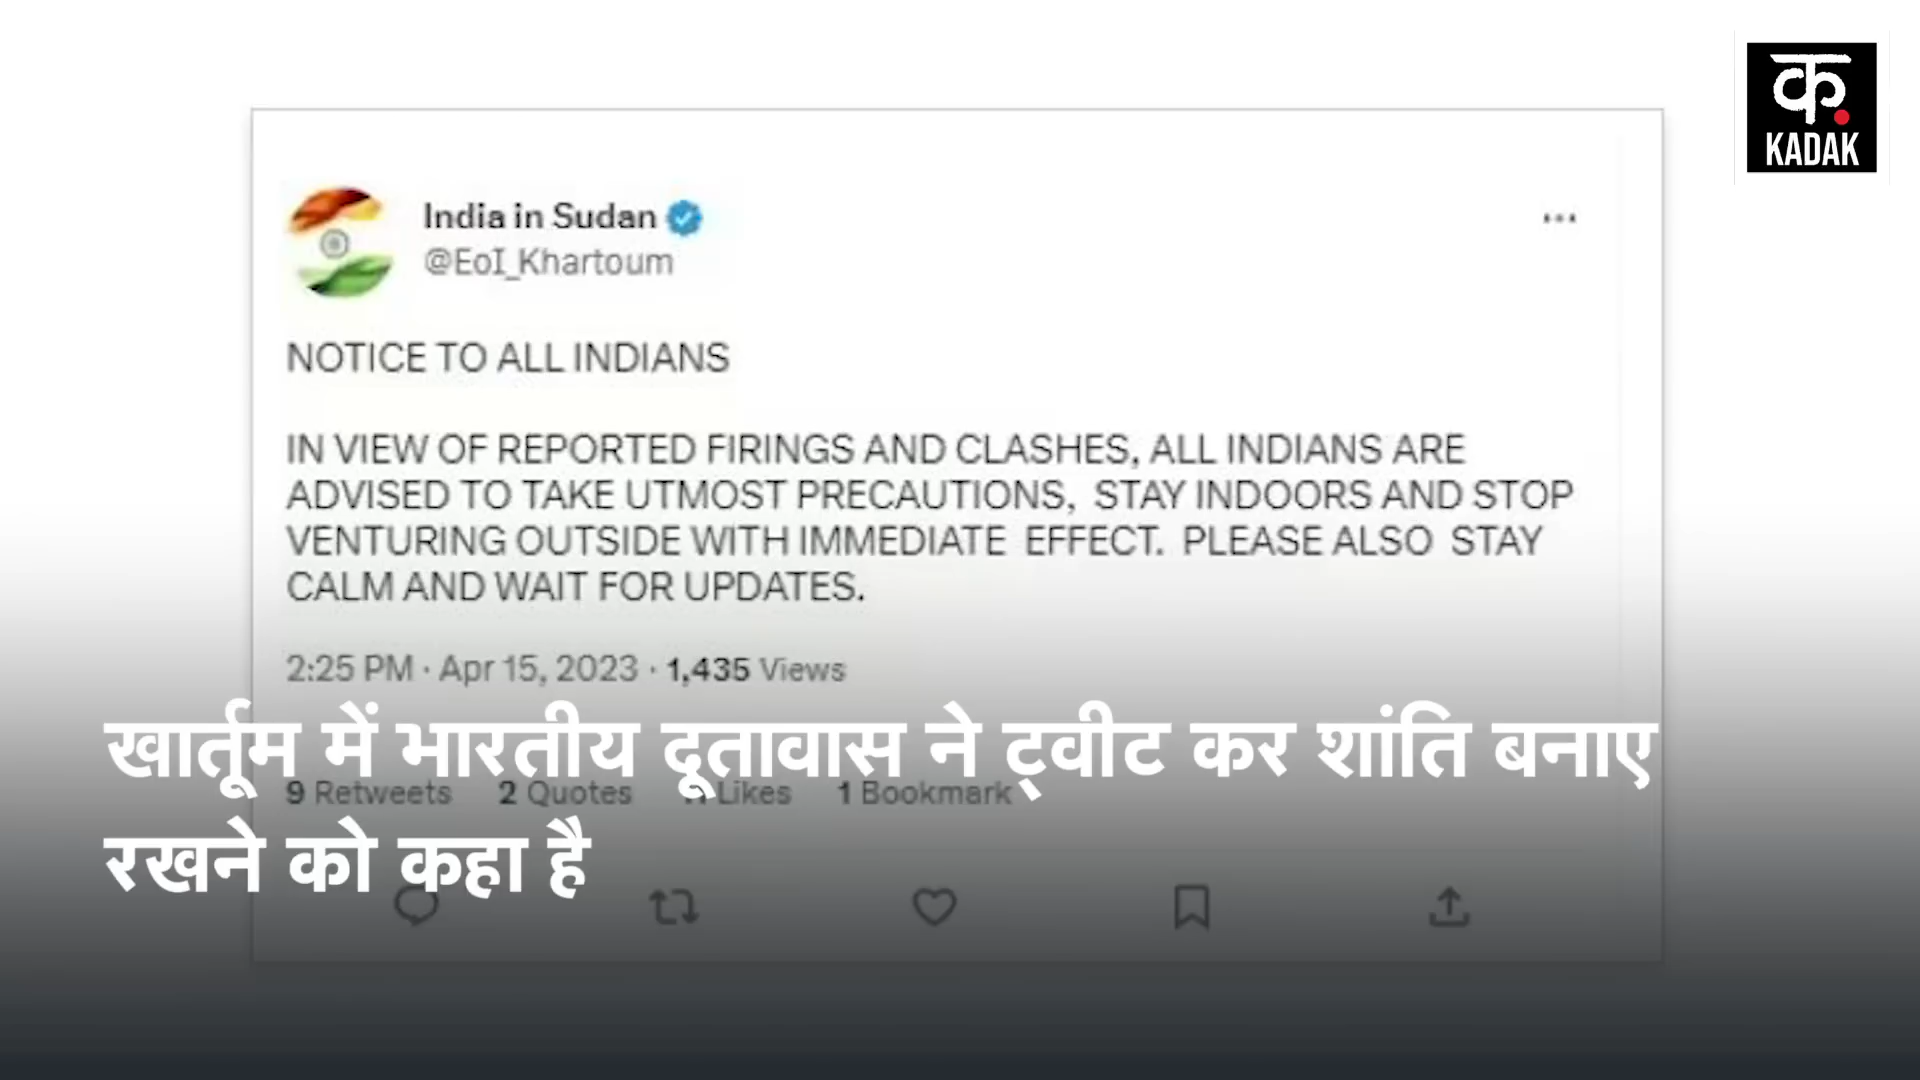 क
KADAK
India in Sudan
@EoI_Khartoum
NOTICE TO ALL INDIANS
IN VIEW OF REPORTED FIRINGS AND CLASHES, ALL INDIANS ARE
ADVISED TO TAKE UTMOST PRECAUTIONS, STAY INDOORS AND STOP
VENTURING OUTSIDE WITH IMMEDIATE EFFECT. PLEASE ALSO STAY
CALM AND WAIT FOR UPDATES.
2:25 PM · Apr 15, 2023 · 1,435 Views
खार्तूम में भारतीय दूतावास ने ट्वीट कर शांति बनाए
9 Retweets 2 Quotes Likes 1 Bookmark
रखने को कहा है